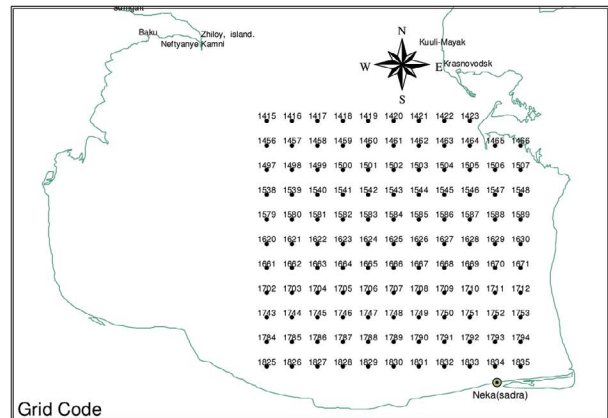 Sumqait
Baku
Zhiloy, island.
Neftyanye Kamni
N
Kuuli-Mayak
W
E
Krasnovodsk
S
1415 1416 1417 1418 1419 1420 1421 1422 1423
1456 1457 1458 1459 1460 1461 1462 1463 1464 1465 1466
1497 1498 1499 1500 1501 1502 1503 1504 1505 1506 1507
1538 1539 1540 1541 1542 1543 1544 1545 1546 1547 1548
1579 1580 1581 1582 1583 1584 1585 1586 1587 1588 1589
1620 1621 1622 1623 1624 1625 1626 1627 1628 1629 1630
1661 1662 1663 1664 1665 1666 1667 1668 1669 1670 1671
1702 1703 1704 1705 1706 1707 1708 1709 1710 1711 1712
1743 1744 1745 1746 1747 1748 1749 1750 1751 1752 1753
1784 1785 1786 1787 1788 1789 1790 1791 1792 1793 1794
1825 1826 1827 1828 1829 1830 1831 1832 1833 1834 1835
Neka(sadra)
Grid Code